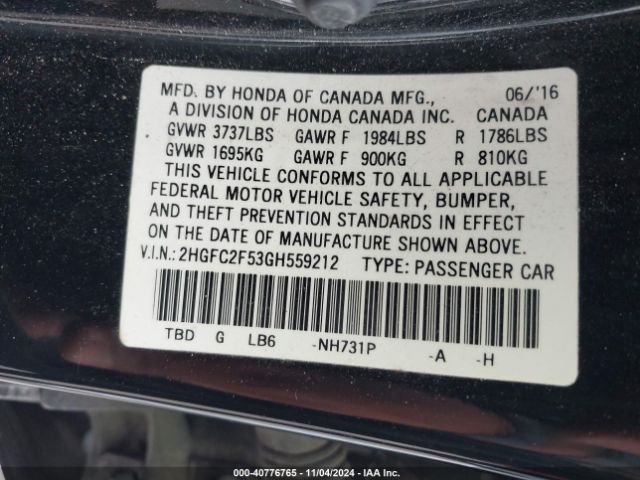 MFD. BY HONDA OF CANADA MFG., 06/'16
A DIVISION OF HONDA CANADA INC. CANADA
GVWR 3737LBS GAWR F 1984LBS R 1786LBS
GVWR 1695KG GAWR F 900KG R 810KG
THIS VEHICLE CONFORMS TO ALL APPLICABLE
FEDERAL MOTOR VEHICLE SAFETY, BUMPER,
AND THEFT PREVENTION STANDARDS IN EFFECT
ON THE DATE OF MANUFACTURE SHOWN ABOVE.
V.I.N.: 2HGFC2F53GH559212 TYPE: PASSENGER CAR
TBD G LB6 -NH731P -A -H
000-40776765 - 11/04/2024 - IAA Inc.